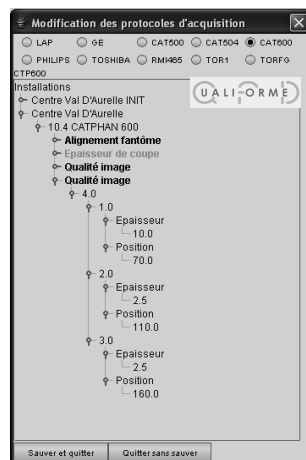 Modification des protocoles d'acquisition
LAP GE CAT500 CAT504 CAT600
PHILIPS TOSHIBA RMI465 TOR1 TORFG
CTP600
Installations
QUALIFORMED
Centre Val D'Aurelle INIT
Centre Val D'Aurelle
10.4 CATPHAN 600
Alignement fantôme
Epaisseur de coupe
Qualité image
Qualité image
4.0
1.0
Epaisseur
10.0
Position
70.0
2.0
Epaisseur
2.5
Position
110.0
3.0
Epaisseur
2.5
Position
160.0
Sauver et quitter Quitter sans sauver